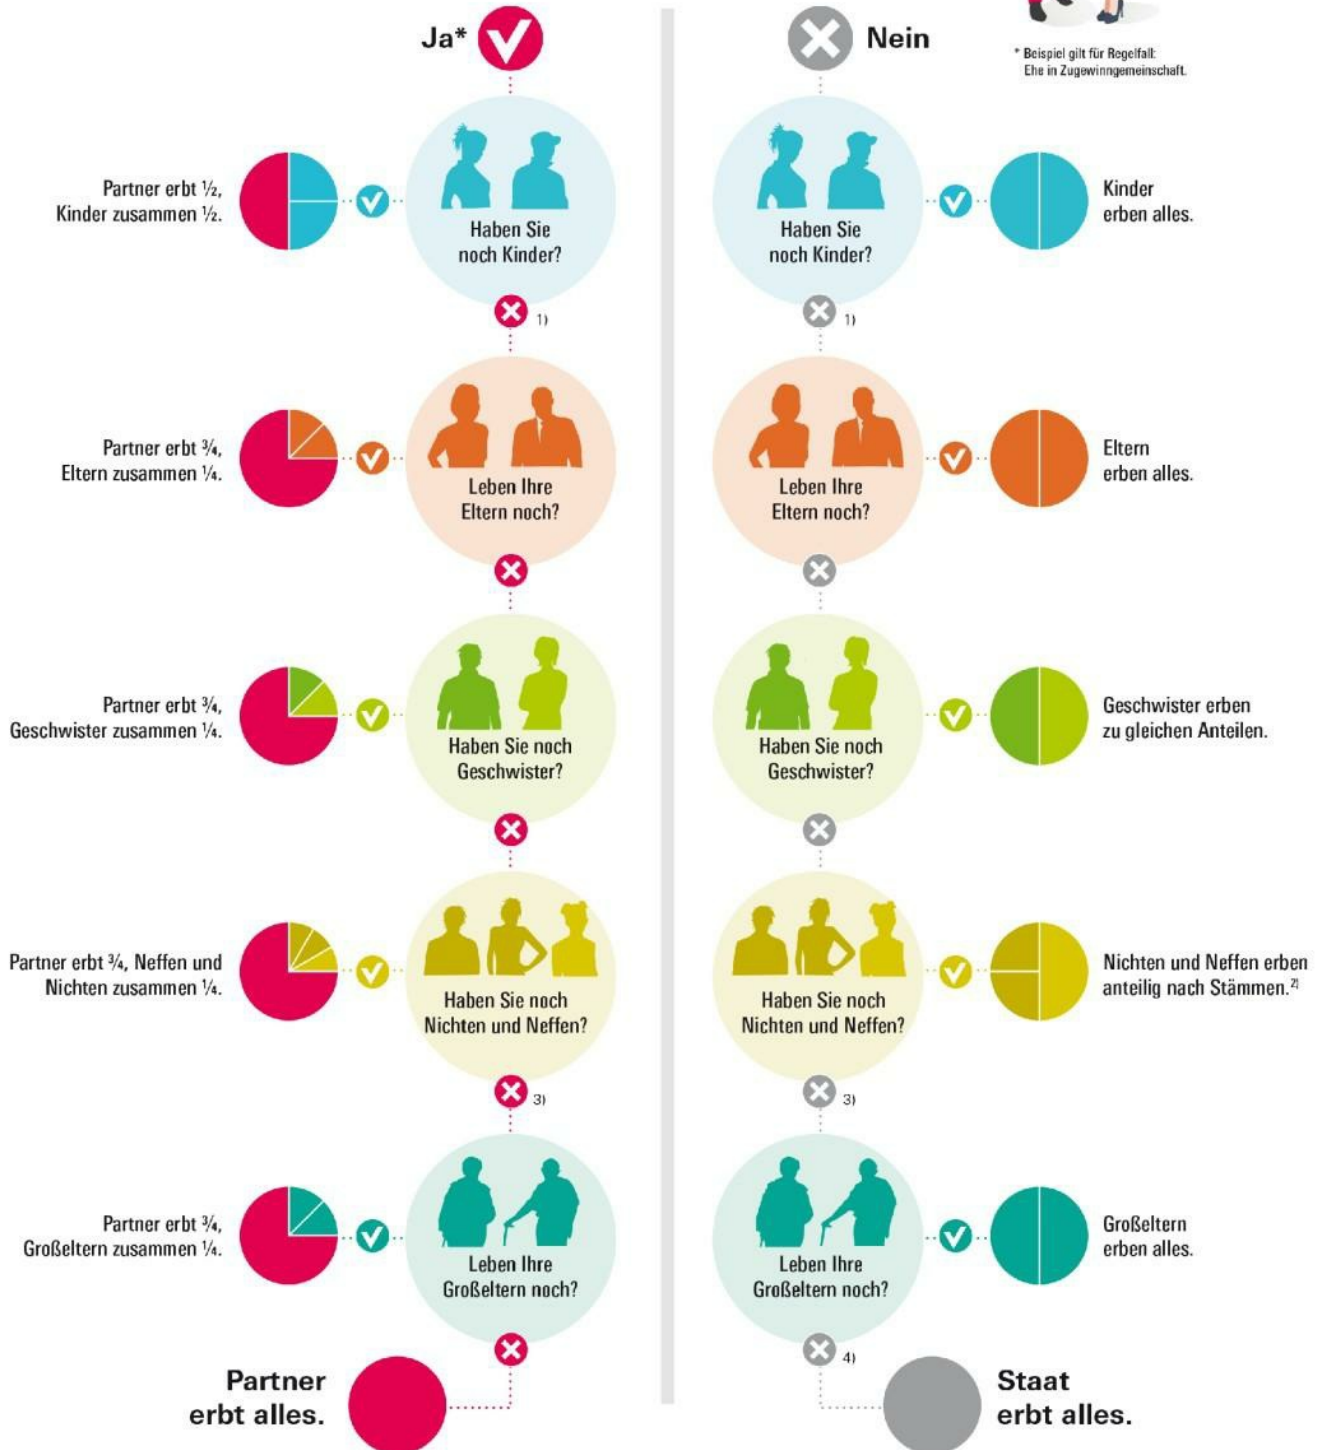 Ja*
Nein
* Beispiel gilt für Regelfall:
Ehe in Zugewinngemeinschaft.
Partner erbt ½,
Kinder zusammen ½.
Haben Sie
noch Kinder?
1)
Haben Sie
noch Kinder?
1)
Kinder
erben alles.
Partner erbt ¾,
Eltern zusammen ¼.
Leben Ihre
Eltern noch?
Leben Ihre
Eltern noch?
Eltern
erben alles.
Partner erbt ¾,
Geschwister zusammen ¼.
Haben Sie noch
Geschwister?
Haben Sie noch
Geschwister?
Geschwister erben
zu gleichen Anteilen.
Partner erbt ¾, Neffen und
Nichten zusammen ¼.
Haben Sie noch
Nichten und Neffen?
3)
Haben Sie noch
Nichten und Neffen?
3)
Nichten und Neffen erben
anteilig nach Stämmen.²⁾
Partner erbt ¾,
Großeltern zusammen ¼.
Leben Ihre
Großeltern noch?
Leben Ihre
Großeltern noch?
4)
Großeltern
erben alles.
Partner
erbt alles.
Staat
erbt alles.